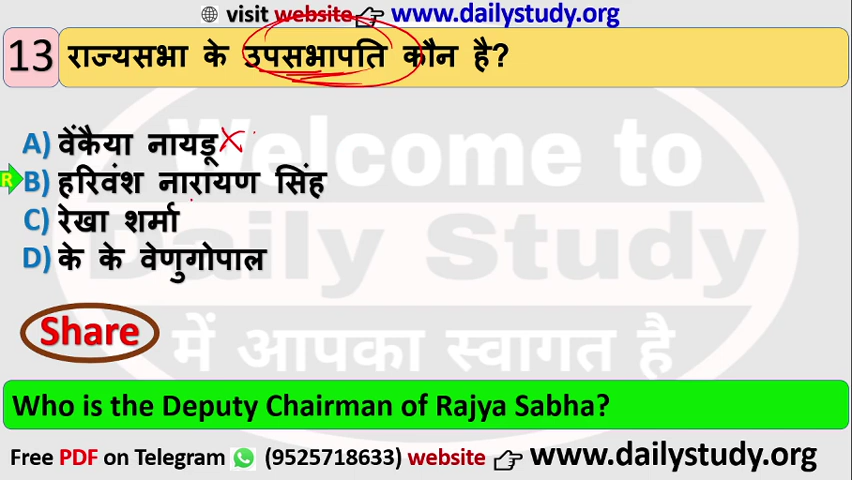 visit website www.dailystudy.org
13 राज्यसभा के उपसभापति कौन है?
A) वेंकैया नायडू
R B) हरिवंश नारायण सिंह
C) रेखा शर्मा
D) के के वेणुगोपाल
Welcome to
Daily Study
में आपका स्वागत है
Share
Who is the Deputy Chairman of Rajya Sabha?
Free PDF on Telegram (9525718633) website www.dailystudy.org